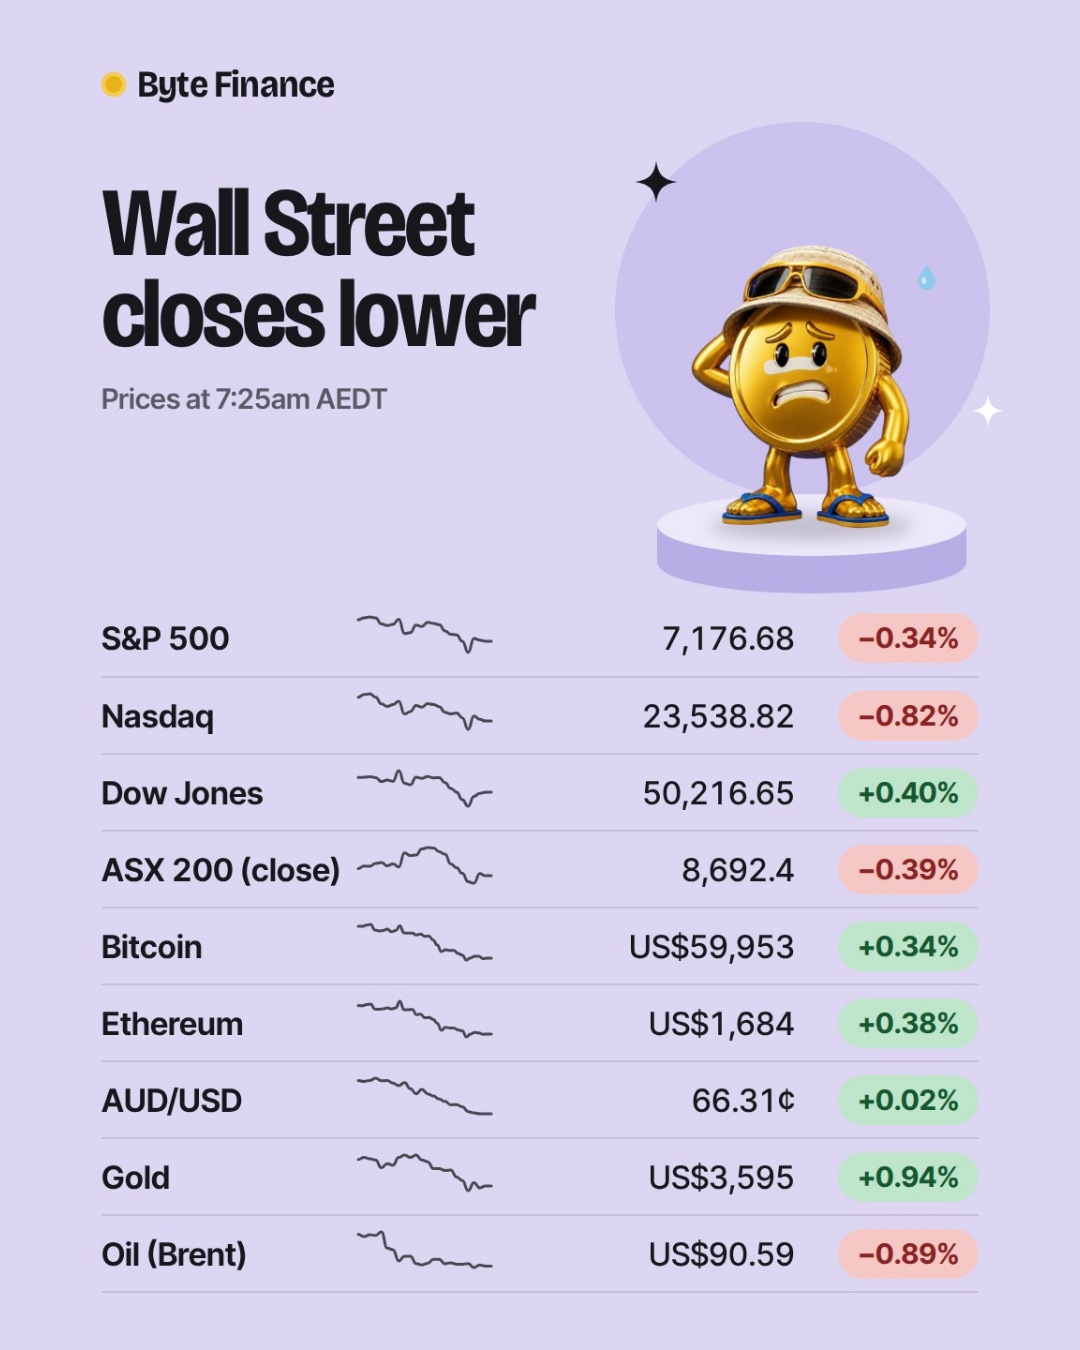 Byte Finance
Wall Street
closes lower
Prices at 7:25am AEDT
S&P 500 7,176.68 −0.34%
Nasdaq 23,538.82 −0.82%
Dow Jones 50,216.65 +0.40%
ASX 200 (close) 8,692.4 −0.39%
Bitcoin US$59,953 +0.34%
Ethereum US$1,684 +0.38%
AUD/USD 66.31¢ +0.02%
Gold US$3,595 +0.94%
Oil (Brent) US$90.59 −0.89%